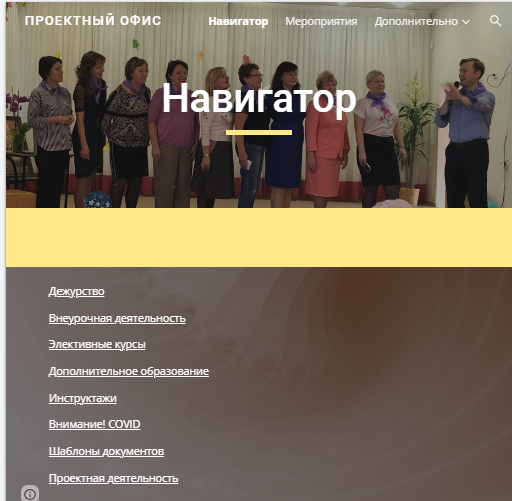 ПРОЕКТНЫЙ ОФИС
Навигатор Мероприятия Дополнительно
Навигатор
Дежурство
Внеурочная деятельность
Элективные курсы
Дополнительное образование
Инструктажи
Внимание! COVID
Шаблоны документов
Проектная деятельность